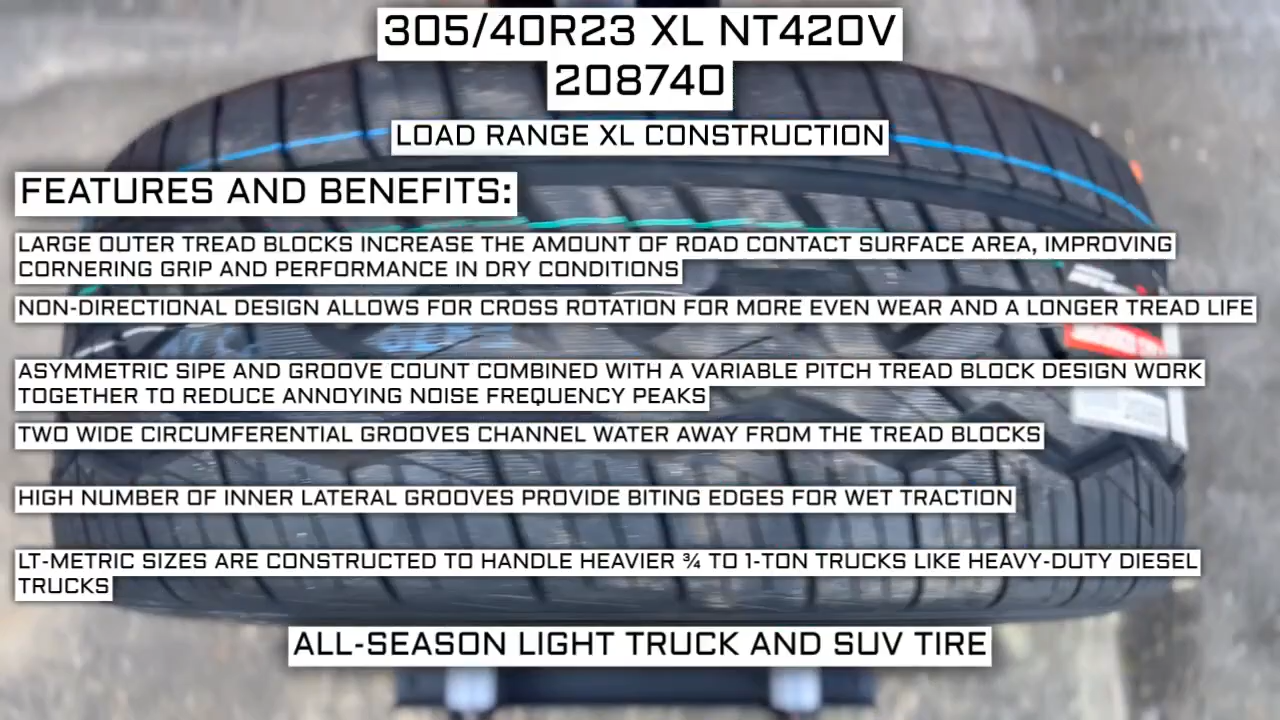 305/40R23 XL NT420V
208740
LOAD RANGE XL CONSTRUCTION
FEATURES AND BENEFITS:
LARGE OUTER TREAD BLOCKS INCREASE THE AMOUNT OF ROAD CONTACT SURFACE AREA, IMPROVING
CORNERING GRIP AND PERFORMANCE IN DRY CONDITIONS
NON-DIRECTIONAL DESIGN ALLOWS FOR CROSS ROTATION FOR MORE EVEN WEAR AND A LONGER TREAD LIFE
ASYMMETRIC SIPE AND GROOVE COUNT COMBINED WITH A VARIABLE PITCH TREAD BLOCK DESIGN WORK
TOGETHER TO REDUCE ANNOYING NOISE FREQUENCY PEAKS
TWO WIDE CIRCUMFERENTIAL GROOVES CHANNEL WATER AWAY FROM THE TREAD BLOCKS
HIGH NUMBER OF INNER LATERAL GROOVES PROVIDE BITING EDGES FOR WET TRACTION
LT-METRIC SIZES ARE CONSTRUCTED TO HANDLE HEAVIER ¾ TO 1-TON TRUCKS LIKE HEAVY-DUTY DIESEL
TRUCKS
ALL-SEASON LIGHT TRUCK AND SUV TIRE